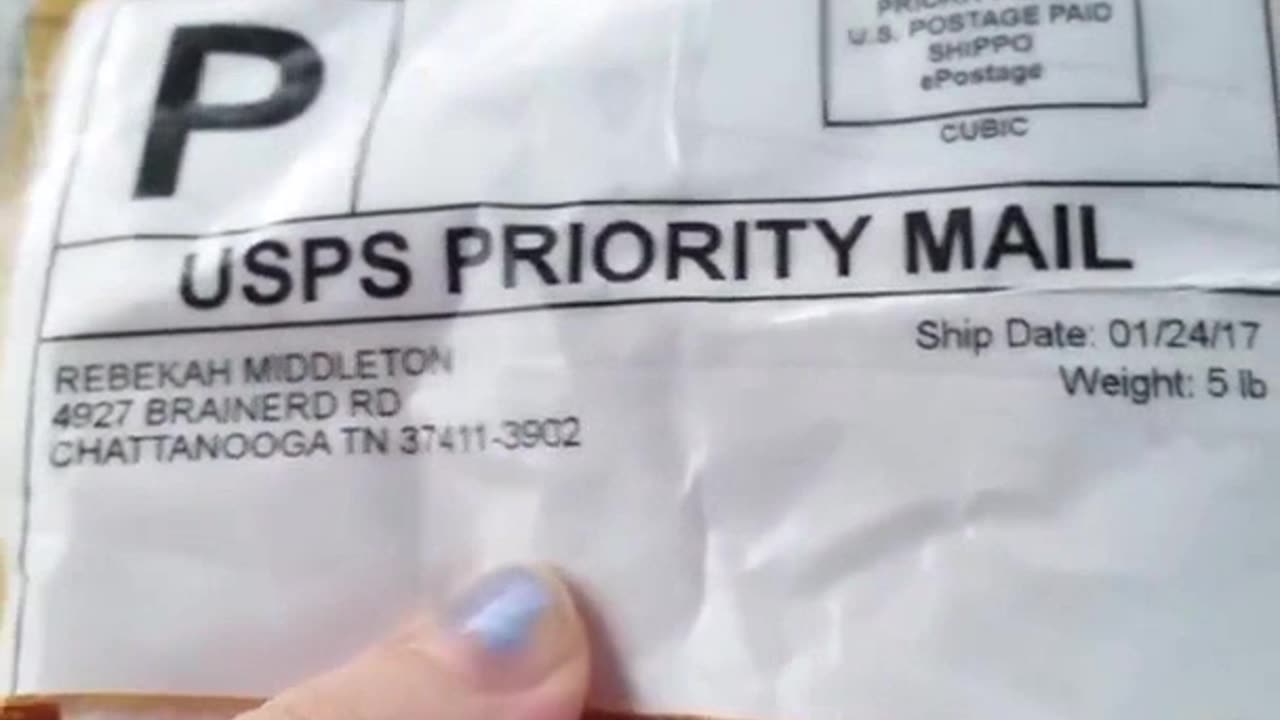 P
U.S. POSTAGE PAID
SHIPPO
ePostage
CUBIC
USPS PRIORITY MAIL
Ship Date: 01/24/17
Weight: 5 lb
REBEKAH MIDDLETON
4927 BRAINERD RD
CHATTANOOGA TN 37411-3902